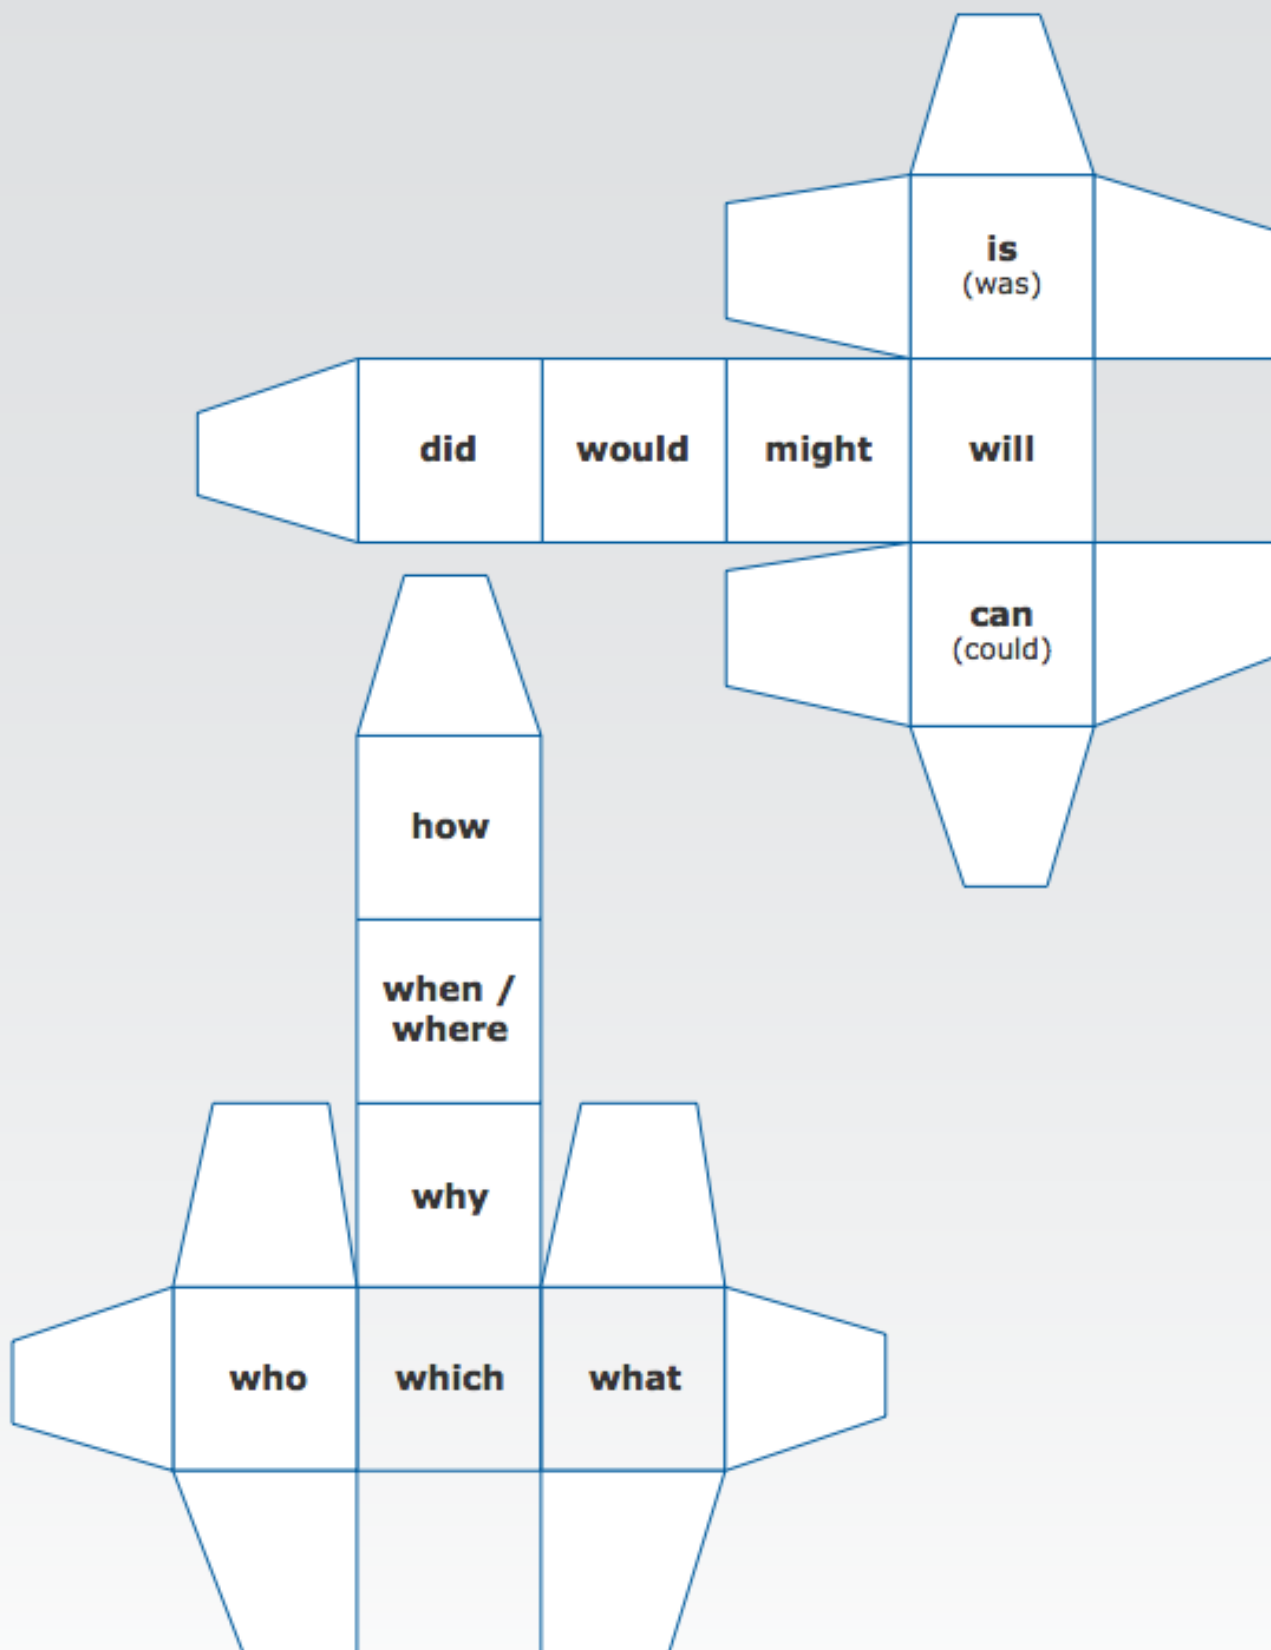 is
(was)
did would might will
can
(could)
how
when /
where
why
who which what